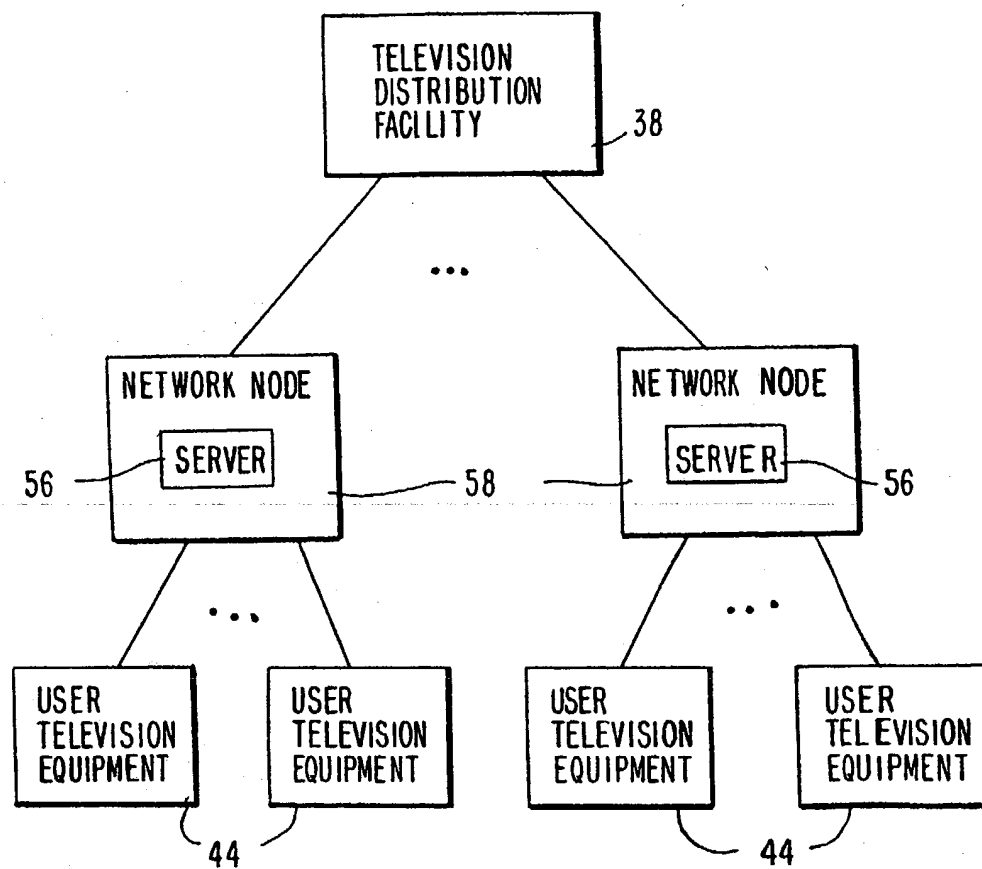 TELEVISION
DISTRIBUTION
FACILITY
38
NETWORK NODE
SERVER
56
58
NETWORK NODE
SERVER
56
USER
TELEVISION
EQUIPMENT
USER
TELEVISION
EQUIPMENT
44
USER
TELEVISION
EQUIPMENT
USER
TELEVISION
EQUIPMENT
44